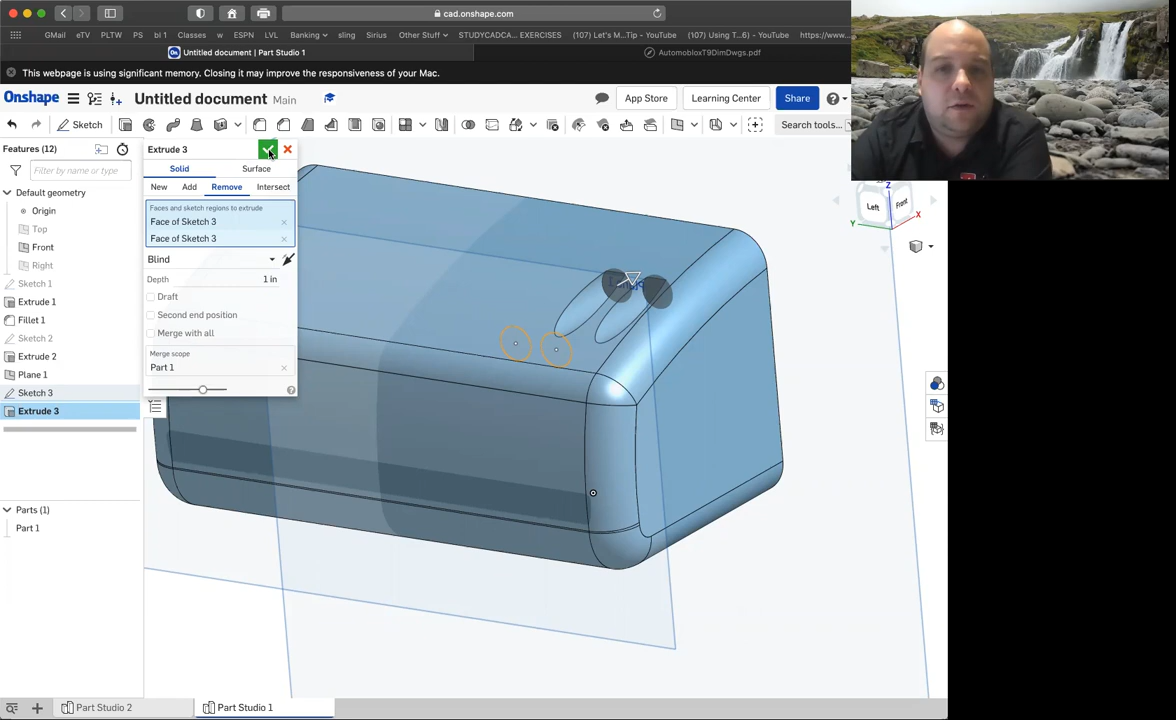 cad.onshape.com
GMail eTV PLTW PS bl 1 Classes w ESPN LVL Banking sling Sirius Other Stuff (107) Let's M...Tip - YouTube STUDYCADCA... EXERCISES (107) Using T...6) - YouTube https://www...
On Untitled document | Part Studio 1
AutomobloxT9DimDwgs.pdf
This webpage is using significant memory. Closing it may improve the responsiveness of your Mac.
Onshape Untitled document Main App Store Learning Center Share
Sketch Search tools...
Features (12)
Filter by name or type
Default geometry
Origin
Top
Front
Right
Sketch 1
Extrude 1
Fillet 1
Sketch 2
Extrude 2
Plane 1
Sketch 3
Extrude 3
Parts (1)
Part 1
Extrude 3
Solid Surface
New Add Remove Intersect
Faces and sketch regions to extrude
Face of Sketch 3
Face of Sketch 3
Blind
Depth 1 in
Draft
Second end position
Merge with all
Merge scope
Part 1
Z
Left Front
Y X
Part Studio 2 Part Studio 1